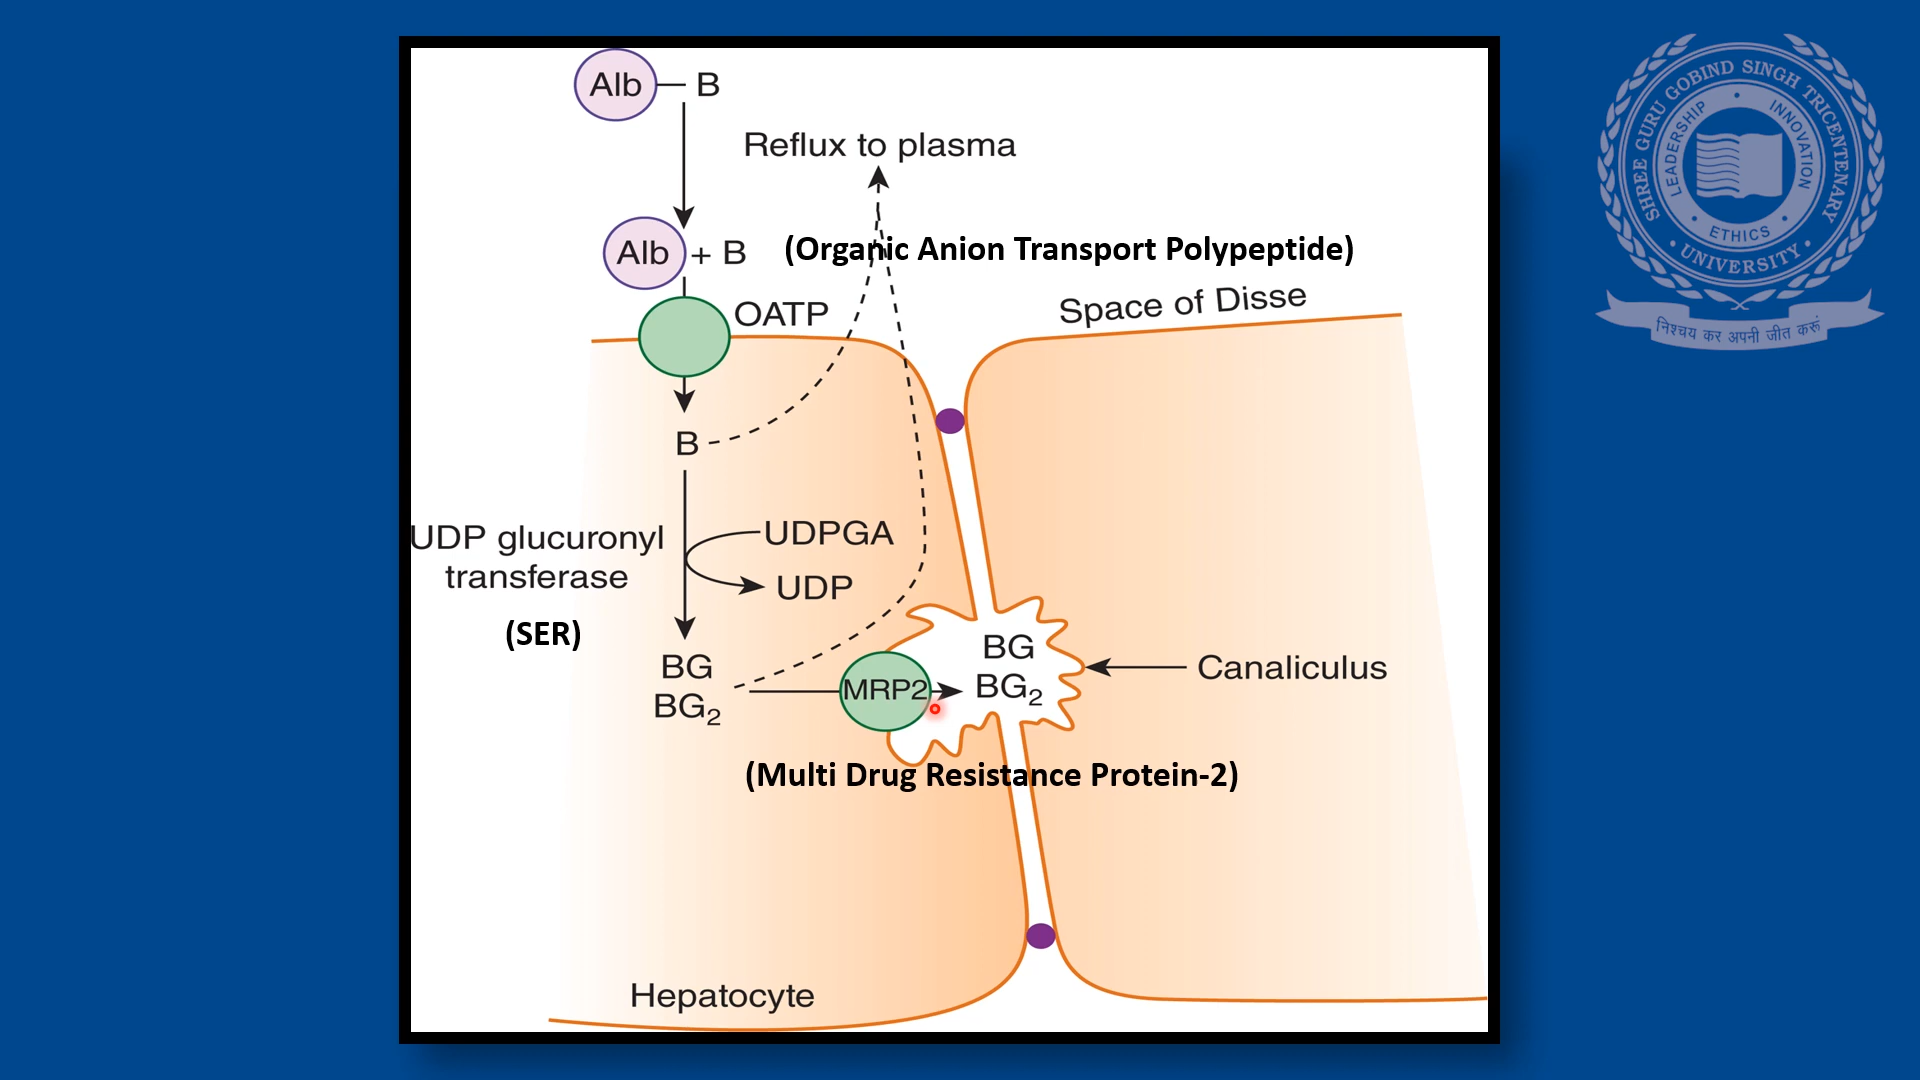 Alb — B
Reflux to plasma
Alb + B
(Organic Anion Transport Polypeptide)
OATP
Space of Disse
B
UDP glucuronyl
transferase
UDPGA
UDP
(SER)
BG
BG₂
MRP2
BG
BG₂
Canaliculus
(Multi Drug Resistance Protein-2)
Hepatocyte
SHREE GURU GOBIND SINGH TRICENTENARY
UNIVERSITY
LEADERSHIP
INNOVATION
ETHICS
निश्चय कर अपनी जीत करूं